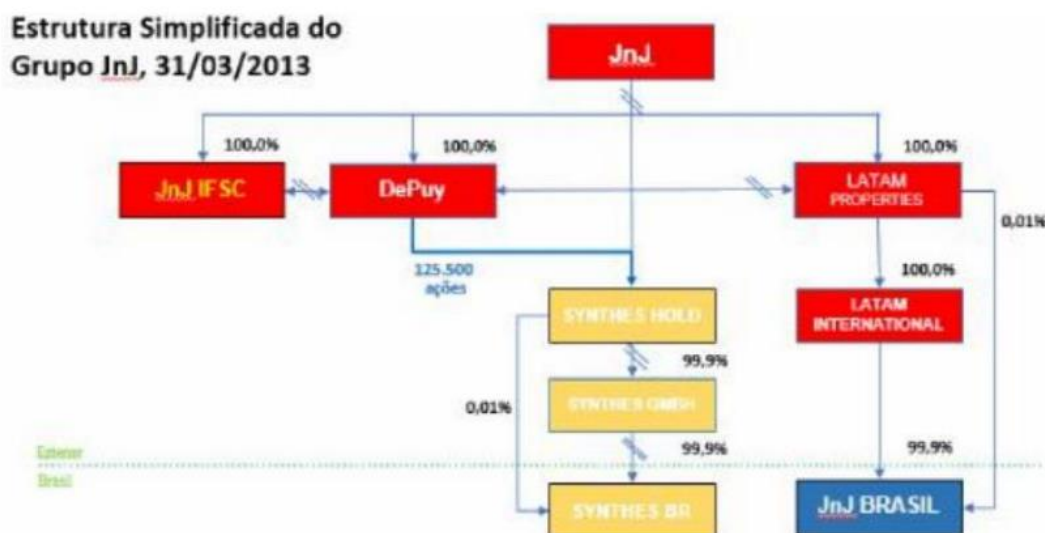 Estrutura Simplificada do
Grupo JnJ, 31/03/2013
JnJ
100,0%
100,0%
100,0%
JnJ IFSC
DePuy
LATAM
PROPERTIES
0,01%
125.500
ações
100,0%
SYNTHES HOLD
LATAM
INTERNATIONAL
99,9%
SYNTHES GMBH
0,01%
99,9%
99,9%
Exterior
Brasil
SYNTHES BR
JnJ BRASIL